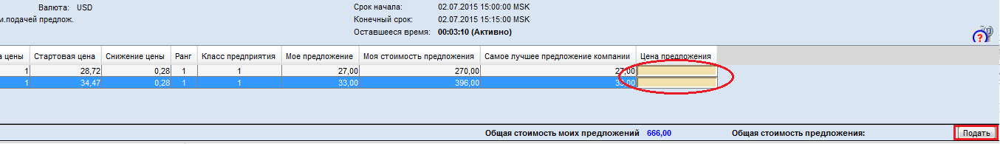 Валюта: USD Срок начала: 02.07.2015 15:00:00 MSK
м.подачей предлож. Конечный срок: 02.07.2015 15:15:00 MSK
Оставшееся время: 00:03:10 (Активно)
?
а цены Стартовая цена Снижение цены Ранг Класс предприятия Мое предложение Моя стоимость предложения Самое лучшее предложение компании Цена предложения
1 28,72 0,28 1 1 27,00 270,00 27,00
1 34,47 0,28 1 1 33,00 396,00 33,00
Общая стоимость моих предложений 666,00 Общая стоимость предложения: Подать